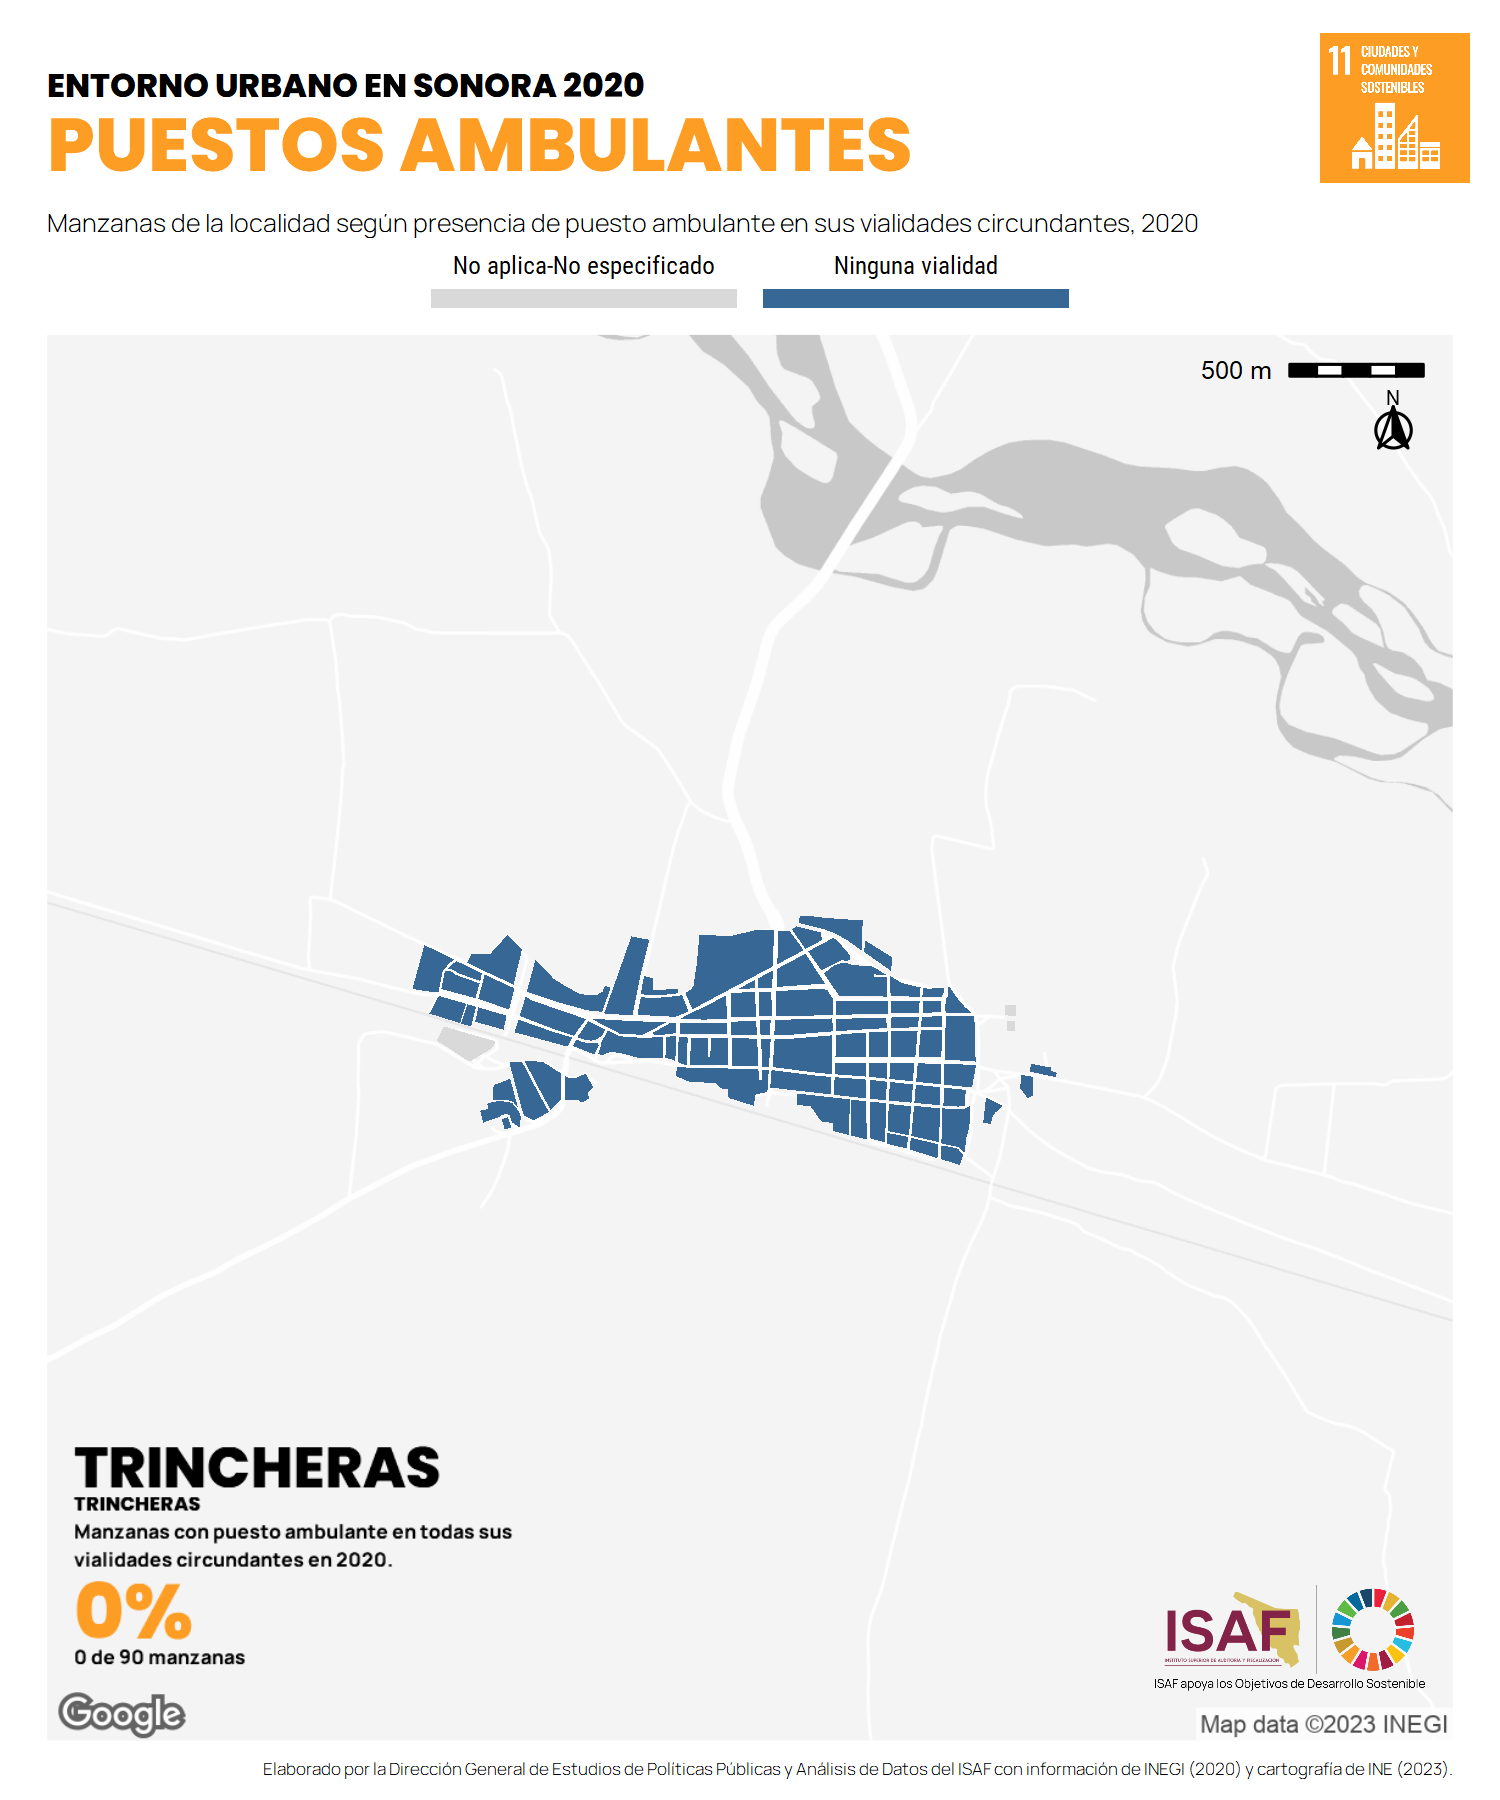 ENTORNO URBANO EN SONORA 2020
PUESTOS AMBULANTES
11 CIUDADES Y
COMUNIDADES
SOSTENIBLES
Manzanas de la localidad según presencia de puesto ambulante en sus vialidades circundantes, 2020
No aplica-No especificado
Ninguna vialidad
500 m
N
TRINCHERAS
TRINCHERAS
Manzanas con puesto ambulante en todas sus
vialidades circundantes en 2020.
0%
0 de 90 manzanas
ISAF
INSTITUTO SUPERIOR DE AUDITORÍA Y FISCALIZACIÓN
ISAF apoya los Objetivos de Desarrollo Sostenible
Google
Map data ©2023 INEGI
Elaborado por la Dirección General de Estudios de Políticas Públicas y Análisis de Datos del ISAF con información de INEGI (2020) y cartografía de INE (2023).